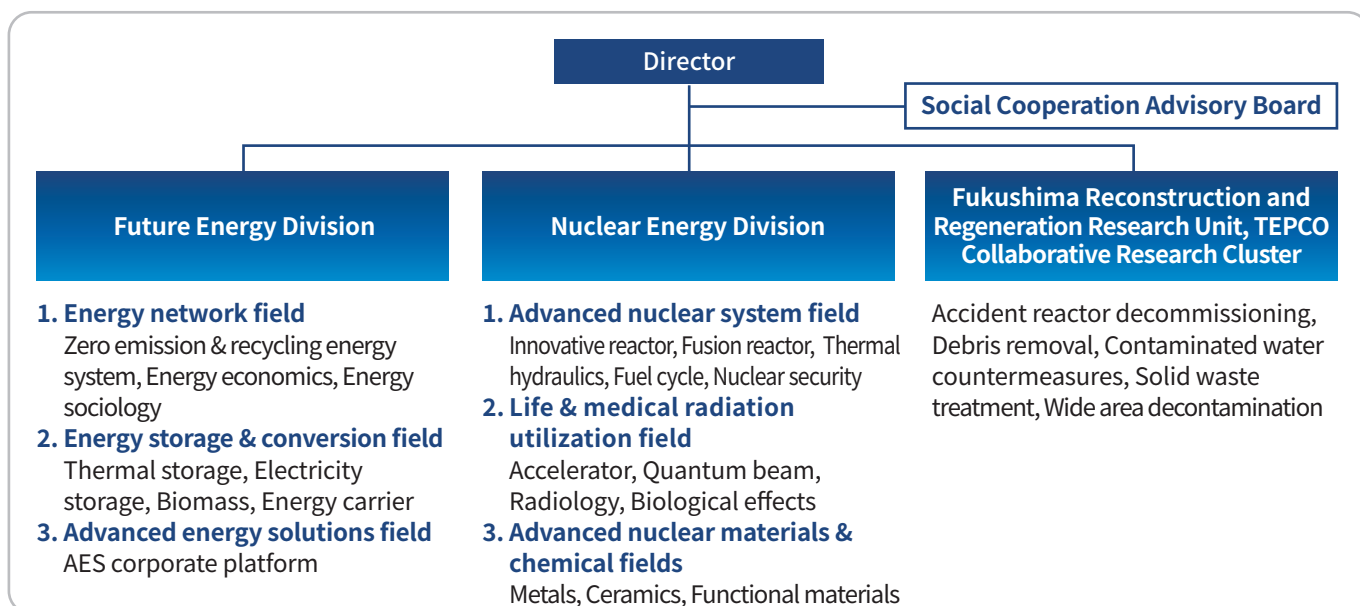 Director
Social Cooperation Advisory Board
Future Energy Division
1. Energy network field
Zero emission & recycling energy
system, Energy economics, Energy
sociology
2. Energy storage & conversion field
Thermal storage, Electricity
storage, Biomass, Energy carrier
3. Advanced energy solutions field
AES corporate platform
Nuclear Energy Division
1. Advanced nuclear system field
Innovative reactor, Fusion reactor, Thermal
hydraulics, Fuel cycle, Nuclear security
2. Life & medical radiation
utilization field
Accelerator, Quantum beam,
Radiology, Biological effects
3. Advanced nuclear materials &
chemical fields
Metals, Ceramics, Functional materials
Fukushima Reconstruction and
Regeneration Research Unit, TEPCO
Collaborative Research Cluster
Accident reactor decommissioning,
Debris removal, Contaminated water
countermeasures, Solid waste
treatment, Wide area decontamination